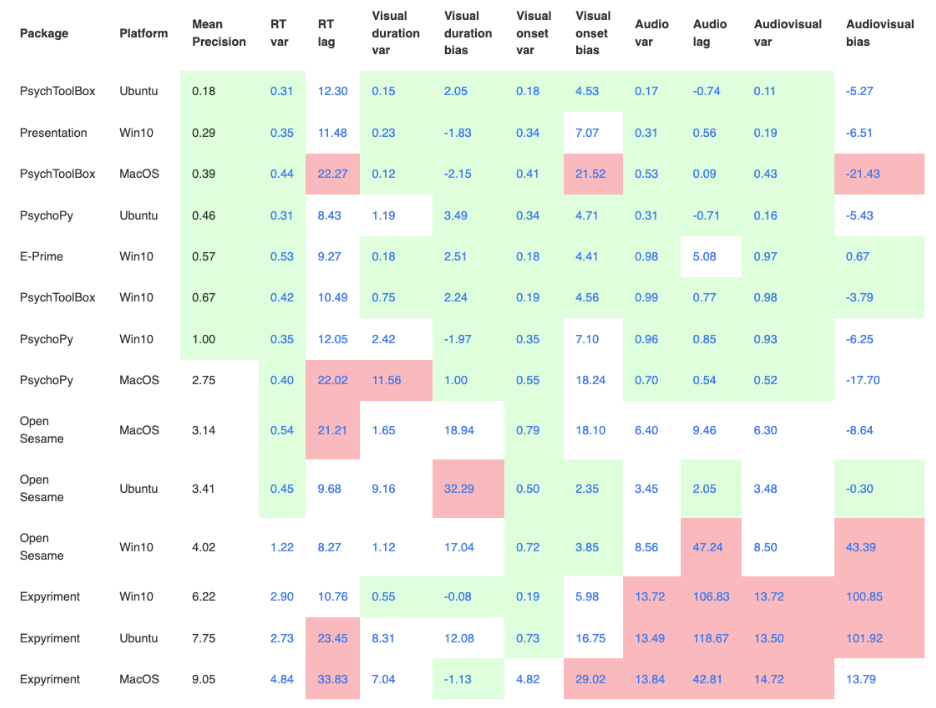 Package Platform Mean Precision RT var RT lag Visual duration var Visual duration bias Visual onset var Visual onset bias Audio var Audio lag Audiovisual var Audiovisual bias
PsychToolBox Ubuntu 0.18 0.31 12.30 0.15 2.05 0.18 4.53 0.17 -0.74 0.11 -5.27
Presentation Win10 0.29 0.35 11.48 0.23 -1.83 0.34 7.07 0.31 0.56 0.19 -6.51
PsychToolBox MacOS 0.39 0.44 22.27 0.12 -2.15 0.41 21.52 0.53 0.09 0.43 -21.43
PsychoPy Ubuntu 0.46 0.31 8.43 1.19 3.49 0.34 4.71 0.31 -0.71 0.16 -5.43
E-Prime Win10 0.57 0.53 9.27 0.18 2.51 0.18 4.41 0.98 5.08 0.97 0.67
PsychToolBox Win10 0.67 0.42 10.49 0.75 2.24 0.19 4.56 0.99 0.77 0.98 -3.79
PsychoPy Win10 1.00 0.35 12.05 2.42 -1.97 0.35 7.10 0.96 0.85 0.93 -6.25
PsychoPy MacOS 2.75 0.40 22.02 11.56 1.00 0.55 18.24 0.70 0.54 0.52 -17.70
Open Sesame MacOS 3.14 0.54 21.21 1.65 18.94 0.79 18.10 6.40 9.46 6.30 -8.64
Open Sesame Ubuntu 3.41 0.45 9.68 9.16 32.29 0.50 2.35 3.45 2.05 3.48 -0.30
Open Sesame Win10 4.02 1.22 8.27 1.12 17.04 0.72 3.85 8.56 47.24 8.50 43.39
Expyriment Win10 6.22 2.90 10.76 0.55 -0.08 0.19 5.98 13.72 106.83 13.72 100.85
Expyriment Ubuntu 7.75 2.73 23.45 8.31 12.08 0.73 16.75 13.49 118.67 13.50 101.92
Expyriment MacOS 9.05 4.84 33.83 7.04 -1.13 4.82 29.02 13.84 42.81 14.72 13.79